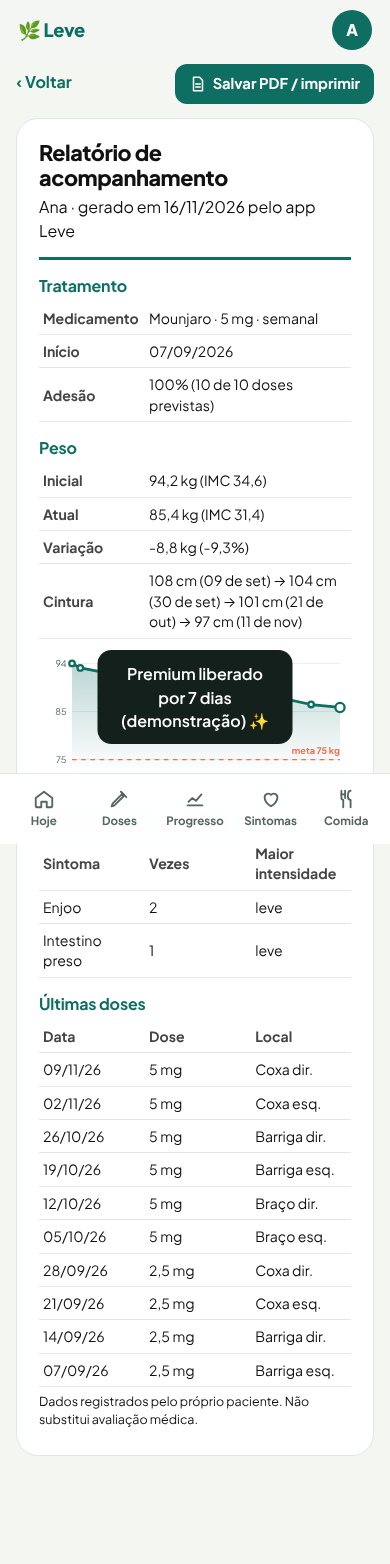 🌿 Leve
A
‹ Voltar
Salvar PDF / imprimir
Relatório de
acompanhamento
Ana · gerado em 16/11/2026 pelo app
Leve
Tratamento
Medicamento Mounjaro · 5 mg · semanal
Início 07/09/2026
Adesão 100% (10 de 10 doses
previstas)
Peso
Inicial 94,2 kg (IMC 34,6)
Atual 85,4 kg (IMC 31,4)
Variação -8,8 kg (-9,3%)
Cintura 108 cm (09 de set) → 104 cm
(30 de set) → 101 cm (21 de
out) → 97 cm (11 de nov)
94
85
75
meta 75 kg
Premium liberado
por 7 dias
(demonstração) ✨
Hoje Doses Progresso Sintomas Comida
Sintoma Vezes Maior
intensidade
Enjoo 2 leve
Intestino
preso 1 leve
Últimas doses
Data Dose Local
09/11/26 5 mg Coxa dir.
02/11/26 5 mg Coxa esq.
26/10/26 5 mg Barriga dir.
19/10/26 5 mg Barriga esq.
12/10/26 5 mg Braço dir.
05/10/26 5 mg Braço esq.
28/09/26 2,5 mg Coxa dir.
21/09/26 2,5 mg Coxa esq.
14/09/26 2,5 mg Barriga dir.
07/09/26 2,5 mg Barriga esq.
Dados registrados pelo próprio paciente. Não
substitui avaliação médica.